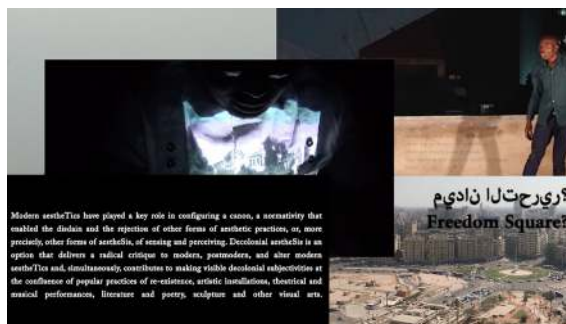 ؟ريرحتلا ناديم
Freedom Square?
Modern aestheTics have played a key role in configuring a canon, a normativity that
enabled the disdain and the rejection of other forms of aesthetic practices, or, more
precisely, other forms of aestheSis, of sensing and perceiving. Decolonial aestheSis is an
option that delivers a radical critique to modern, postmodern, and alter modern
aestheTics and, simultaneously, contributes to making visible decolonial subjectivities at
the confluence of popular practices of re-existence, artistic installations, theatrical and
musical performances, literature and poetry, sculpture and other visual arts.